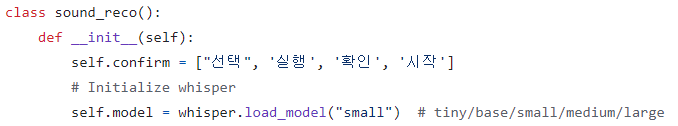 class sound_reco():
    def __init__(self):
        self.confirm = ["선택", '실행', '확인', '시작']
        # Initialize whisper
        self.model = whisper.load_model("small")  # tiny/base/small/medium/large